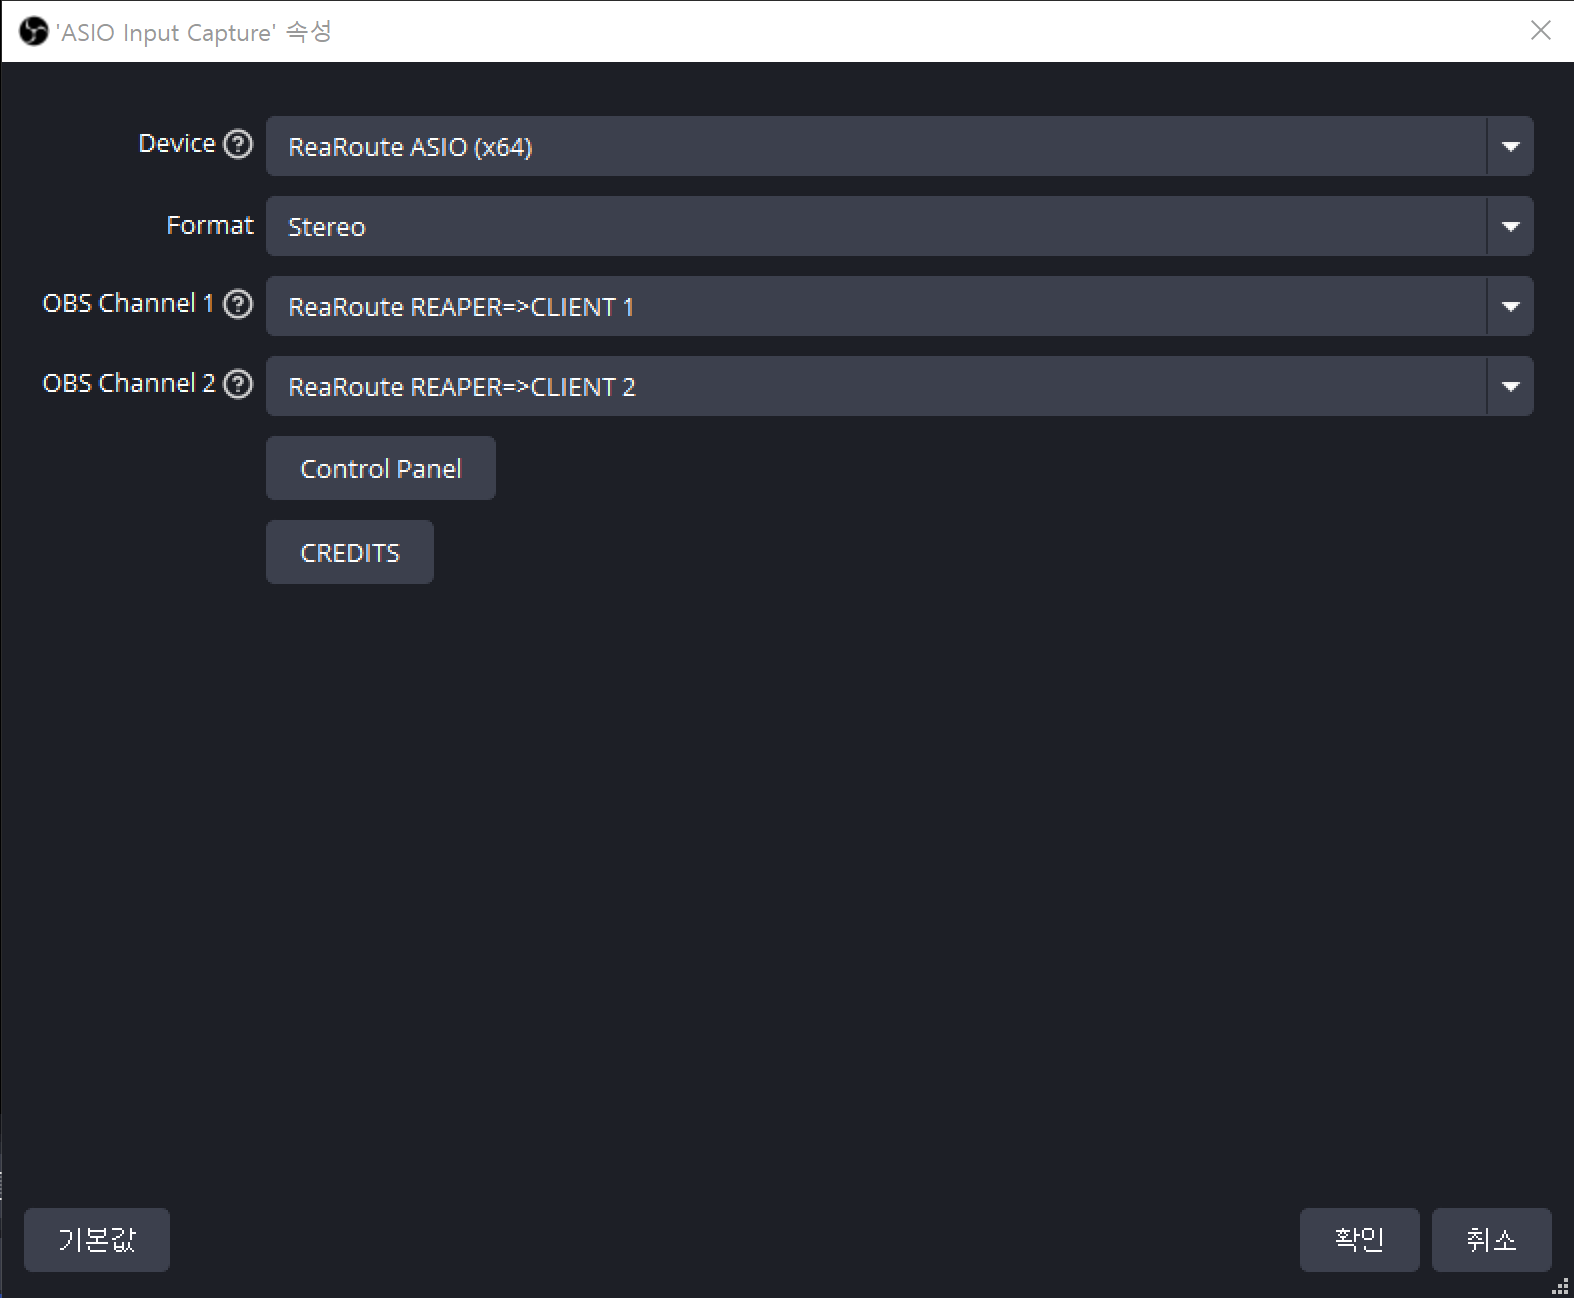 'ASIO Input Capture' 속성
Device ?
ReaRoute ASIO (x64)
Format
Stereo
OBS Channel 1 ?
ReaRoute REAPER=>CLIENT 1
OBS Channel 2 ?
ReaRoute REAPER=>CLIENT 2
Control Panel
CREDITS
기본값
확인
취소